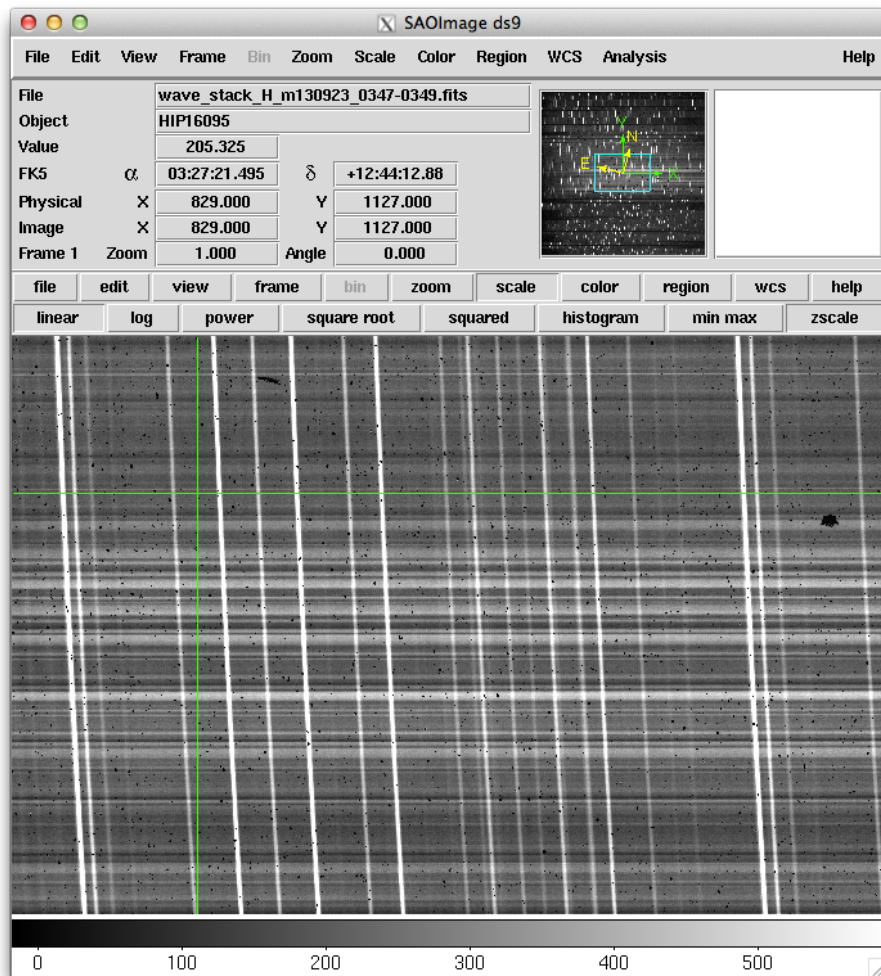 X SAOImage ds9
File Edit View Frame Bin Zoom Scale Color Region WCS Analysis Help
File wave_stack_H_m130923_0347-0349.fits
Object HIP16095
Value 205.325
FK5 α 03:27:21.495 δ +12:44:12.88
Physical X 829.000 Y 1127.000
Image X 829.000 Y 1127.000
Frame 1 Zoom 1.000 Angle 0.000
Y
N
E
X
file edit view frame bin zoom scale color region wcs help
linear log power square root squared histogram min max zscale
0 100 200 300 400 500